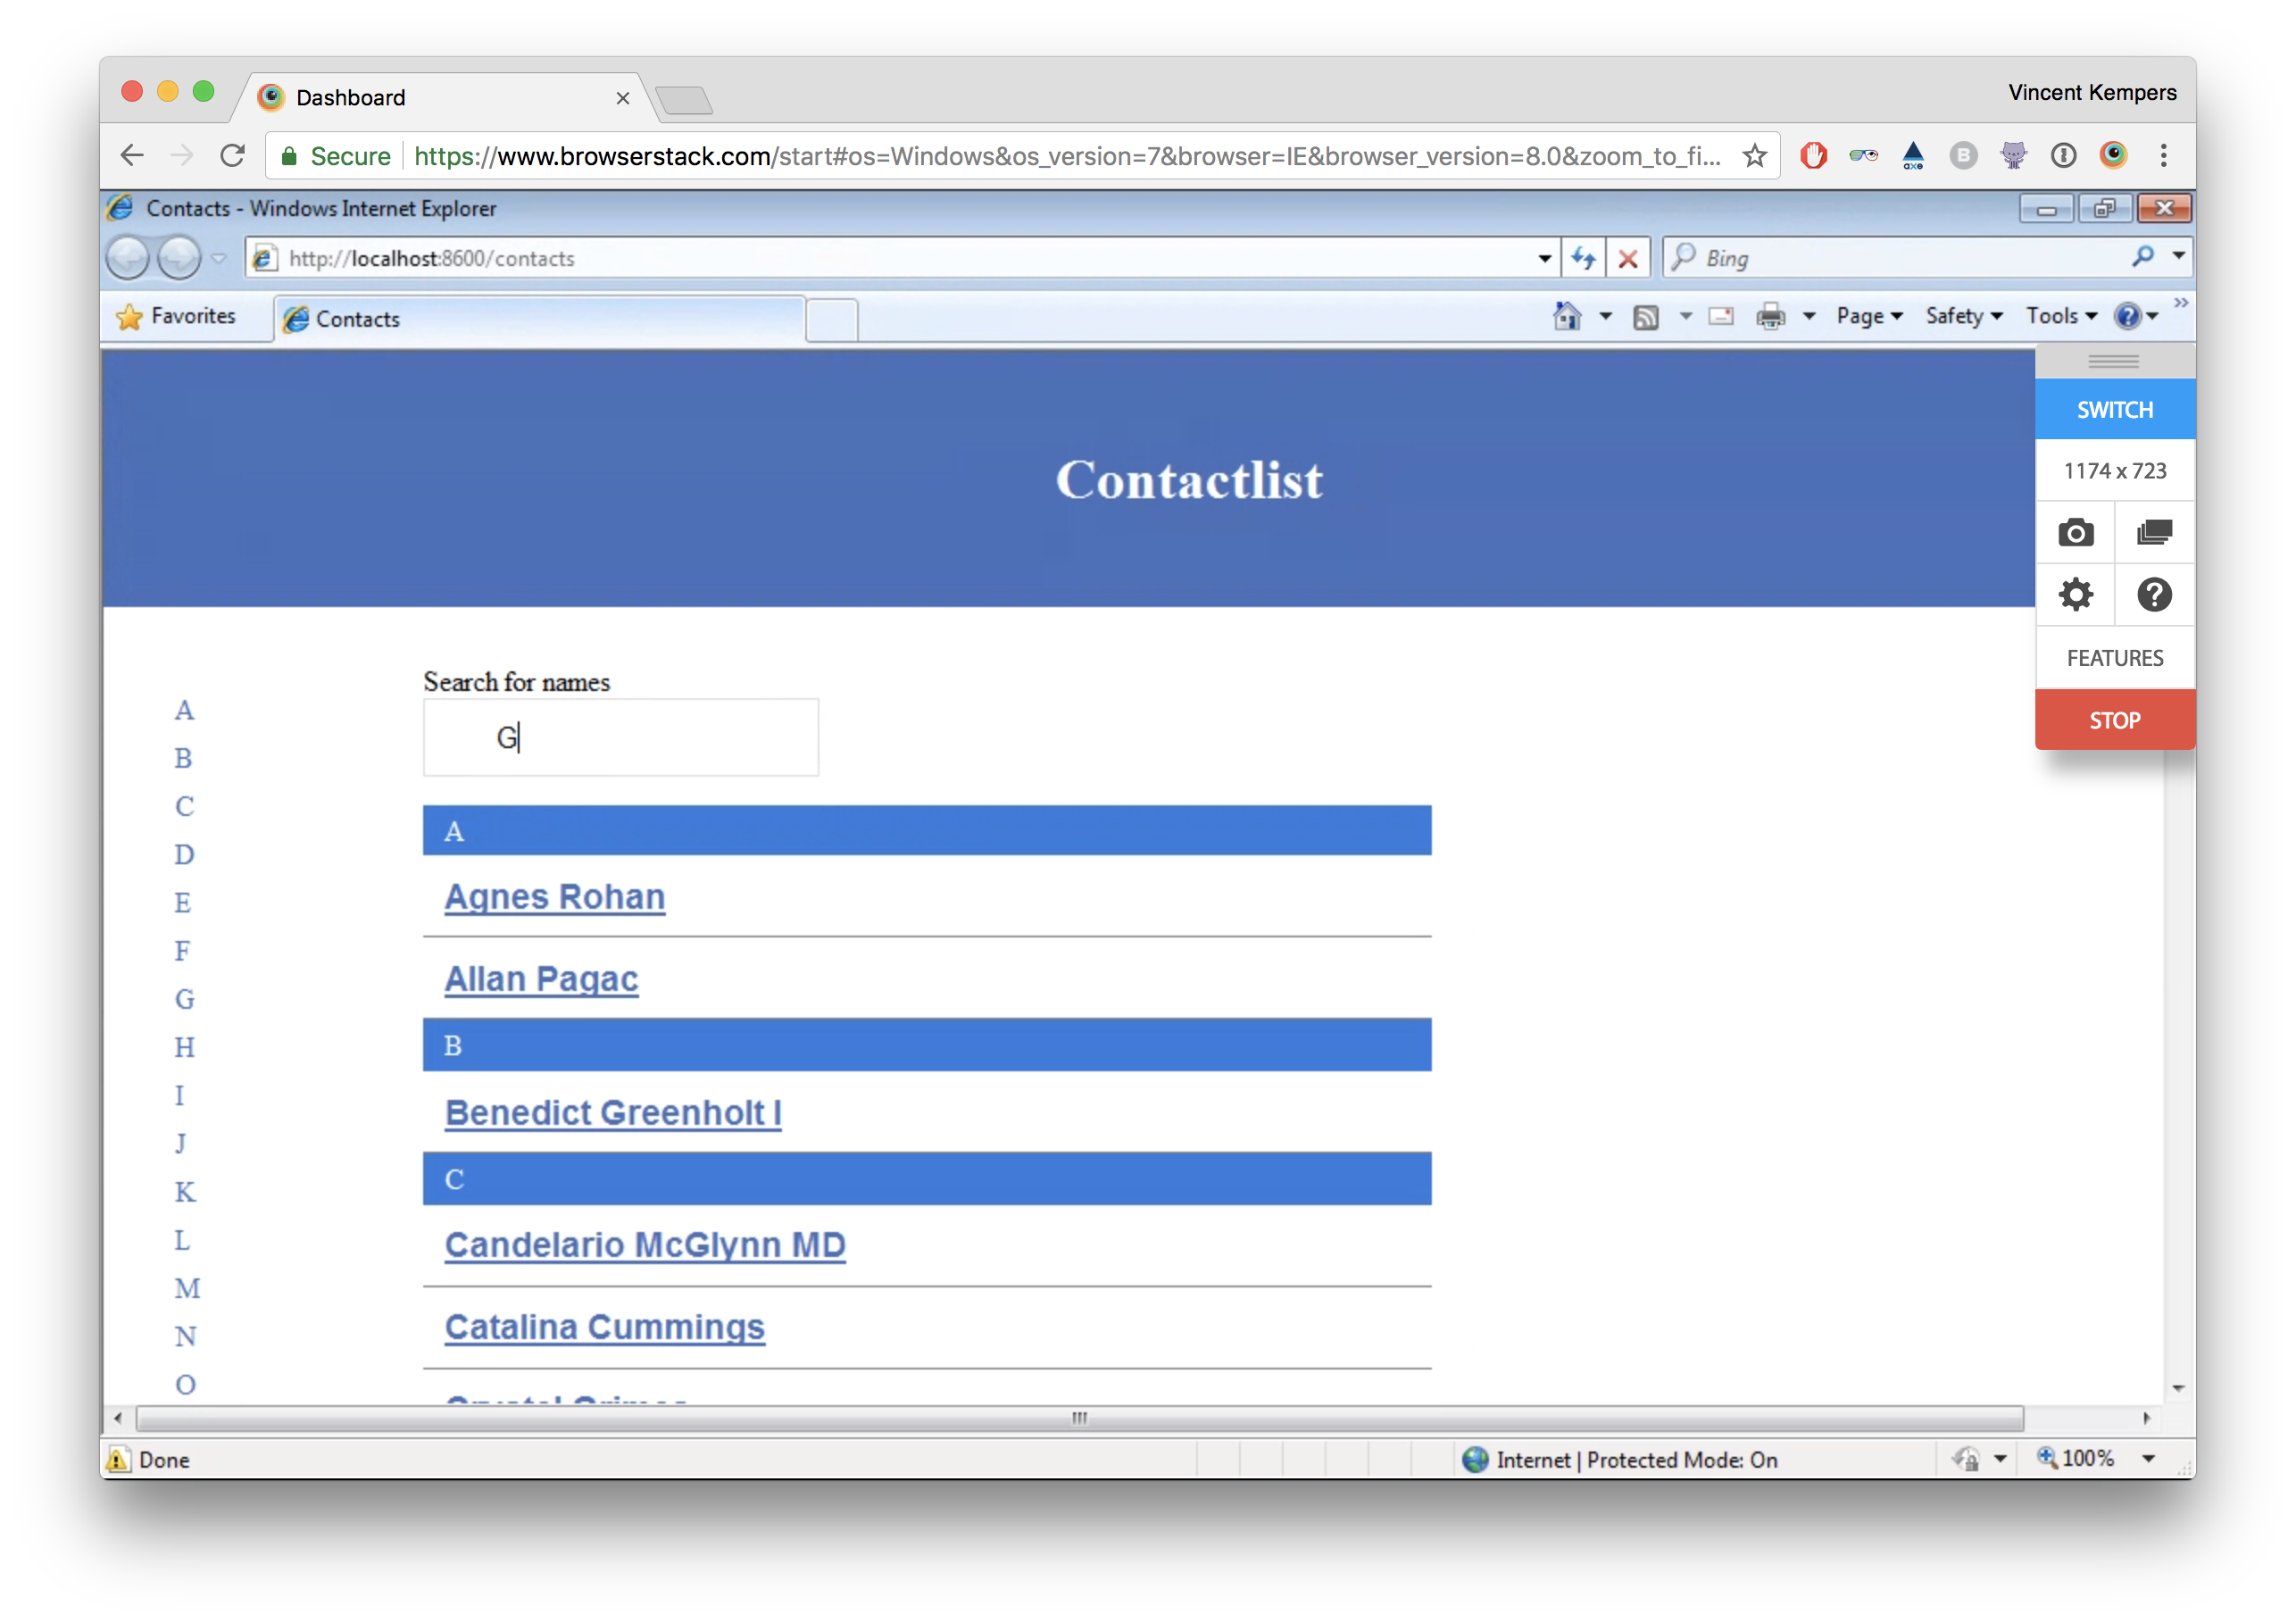 Dashboard
Vincent Kempers
Secure https://www.browserstack.com/start#os=Windows&os_version=7&browser=IE&browser_version=8.0&zoom_to_fi...
axe
B
Contacts - Windows Internet Explorer
http://localhost:8600/contacts
Bing
Favorites
Contacts
Page
Safety
Tools
SWITCH
1174 x 723
FEATURES
STOP
Contactlist
Search for names
G
A
B
C
D
E
F
G
H
I
J
K
L
M
N
O
A
Agnes Rohan
Allan Pagac
B
Benedict Greenholt I
C
Candelario McGlynn MD
Catalina Cummings
Done
Internet | Protected Mode: On
100%